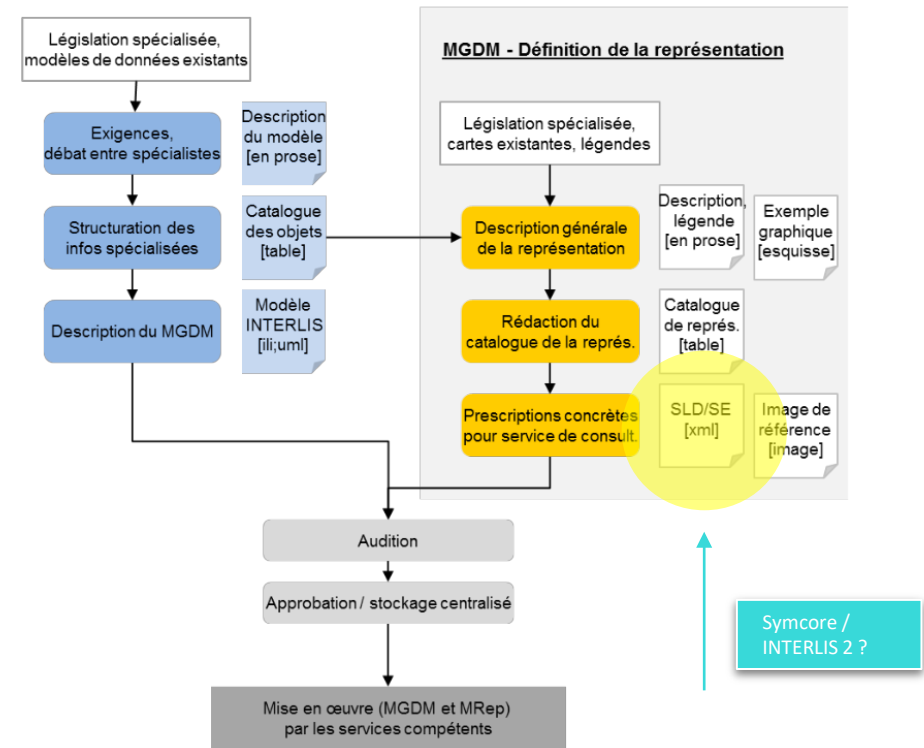 Législation spécialisée,
modèles de données existants
Exigences,
débat entre spécialistes
Description
du modèle
[en prose]
Structuration des
infos spécialisées
Catalogue
des objets
[table]
Description du MGDM
Modèle
INTERLIS
[ili;uml]
MGDM - Définition de la représentation
Législation spécialisée,
cartes existantes, légendes
Description générale
de la représentation
Description,
légende
[en prose]
Exemple
graphique
[esquisse]
Rédaction du
catalogue de la représ.
Catalogue
de représ.
[table]
Prescriptions concrètes
pour service de consult.
SLD/SE
[xml]
Image de
référence
[image]
Audition
Approbation / stockage centralisé
Symcore /
INTERLIS 2 ?
Mise en œuvre (MGDM et MRep)
par les services compétents